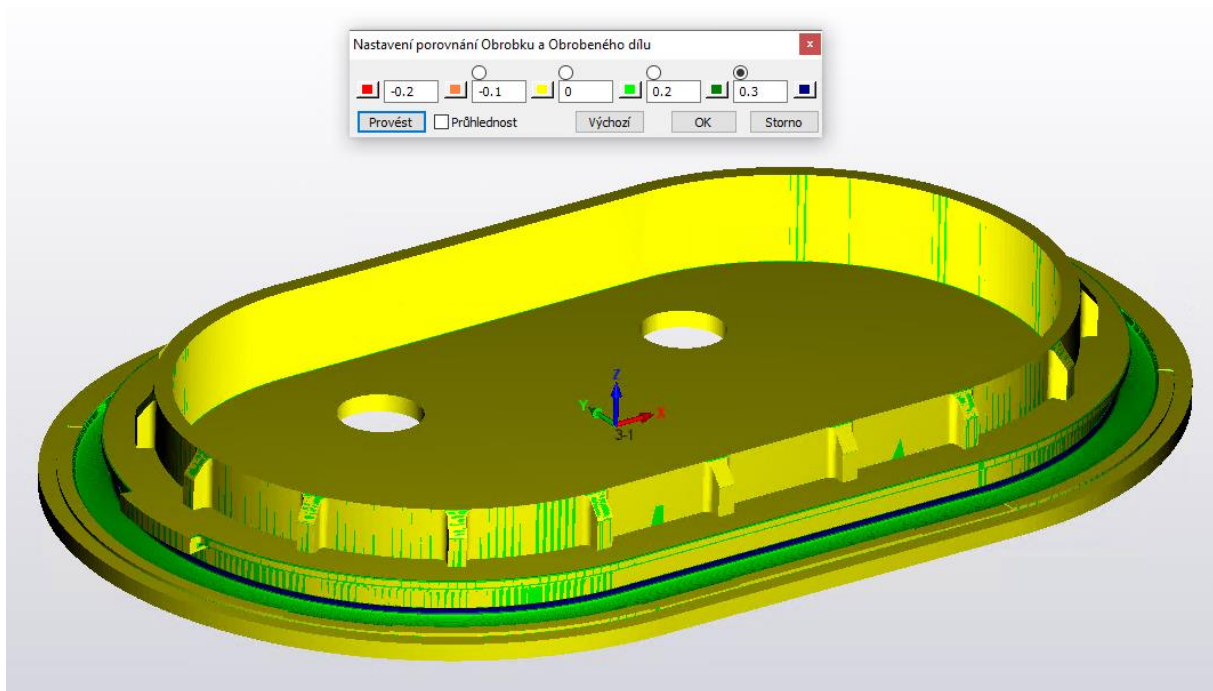 Nastavení porovnání Obrobku a Obrobeného dílu x
-0.2 -0.1 0 0.2 0.3
Provést Průhlednost Výchozí OK Storno
Z
Y X
3-1